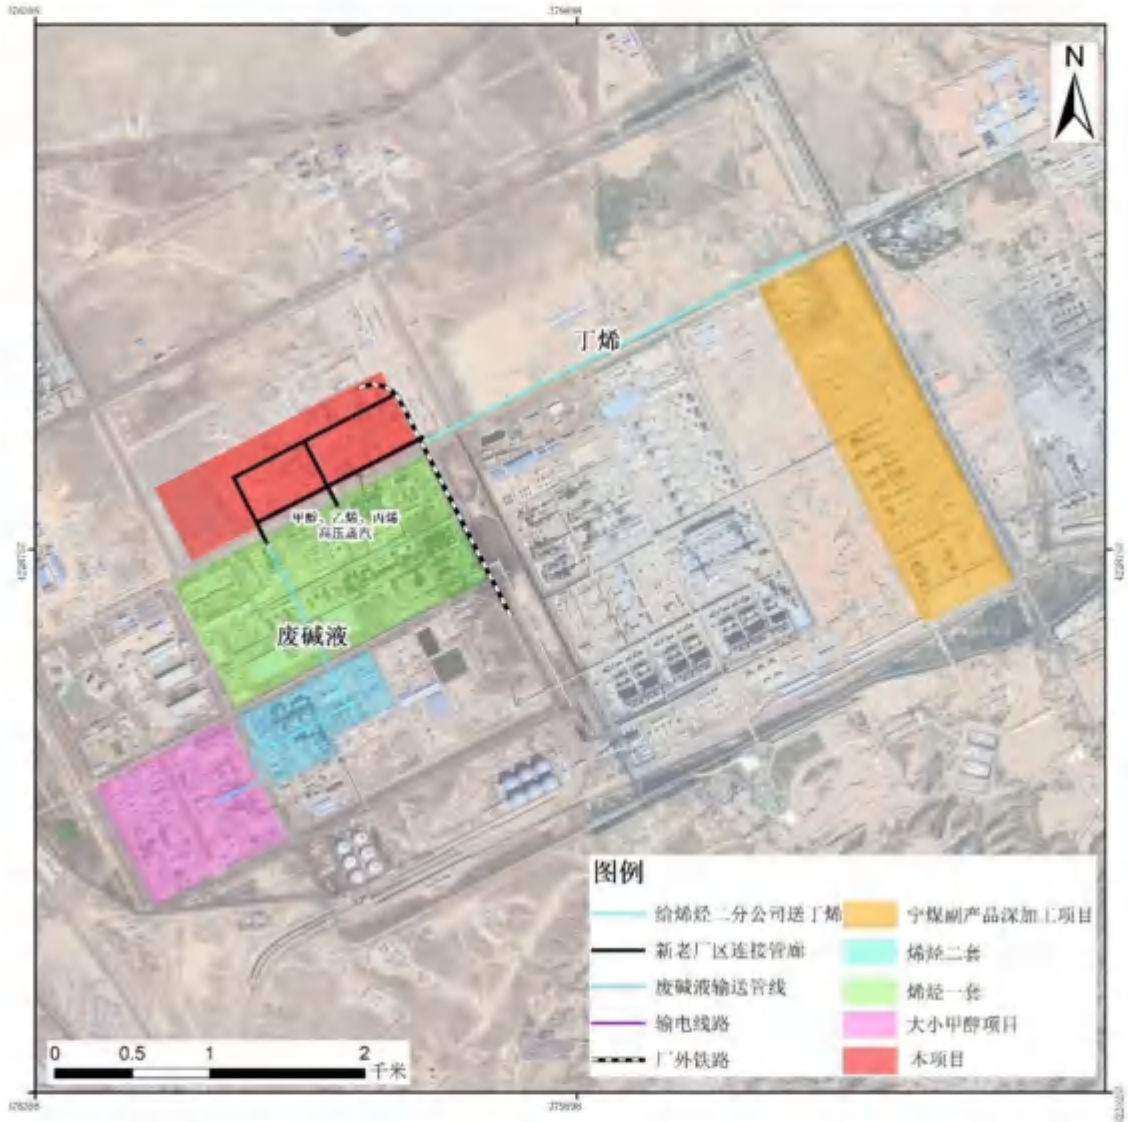 N
丁烯
甲醇、乙烯、丙烯
高压蒸汽
废碱液
图例
给烯烃二分公司送丁烯
宁煤副产品深加工项目
新老厂区连接管廊
烯烃二套
废碱液输送管线
烯烃一套
输电线路
大小甲醇项目
厂外铁路
本项目
0 0.5 1 2
千米